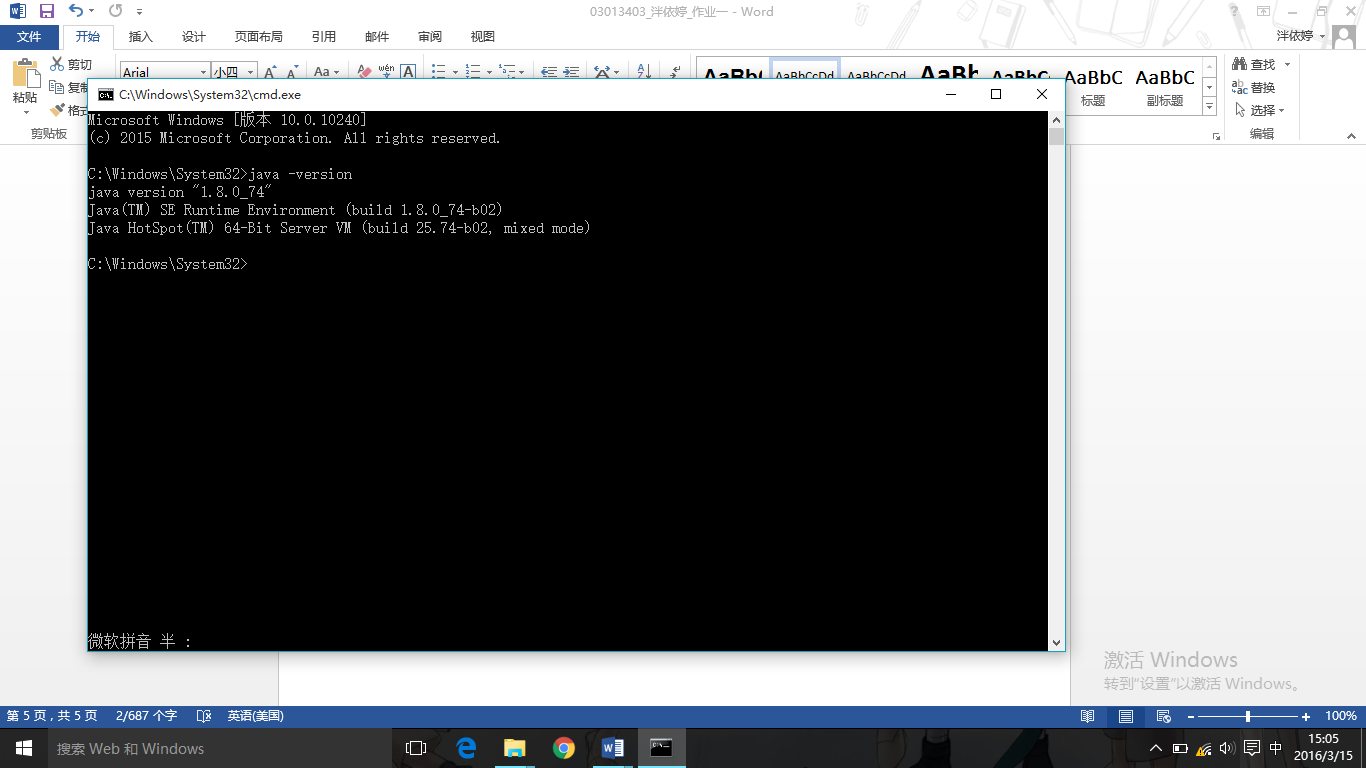 03013403_泮依婷_作业一 - Word
文件 开始 插入 设计 页面布局 引用 邮件 审阅 视图 泮依婷
剪切
粘贴
剪贴板
Arial 小四
AaBbCcDd AaBbCcDd AaBbC AaBbC
标题 副标题
查找
替换
选择
编辑
C:\Windows\System32\cmd.exe
Microsoft Windows [版本 10.0.10240]
(c) 2015 Microsoft Corporation. All rights reserved.
C:\Windows\System32>java -version
java version "1.8.0_74"
Java(TM) SE Runtime Environment (build 1.8.0_74-b02)
Java HotSpot(TM) 64-Bit Server VM (build 25.74-b02, mixed mode)
C:\Windows\System32>
微软拼音 半 :
激活 Windows
转到“设置”以激活 Windows。
第 5 页，共 5 页 2/687 个字 英语(美国) 100%
搜索 Web 和 Windows
中
15:05
2016/3/15